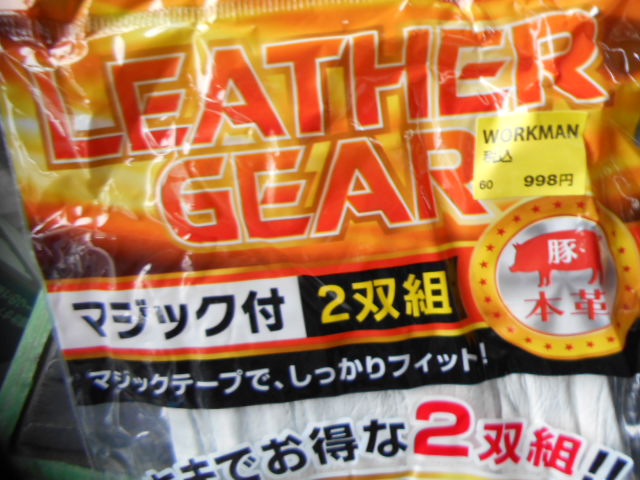 LEATHER
GEAR
WORKMAN
税込
60 998円
豚
本革
マジック付 2双組
マジックテープで、しっかりフィット!
までお得な2双組!!